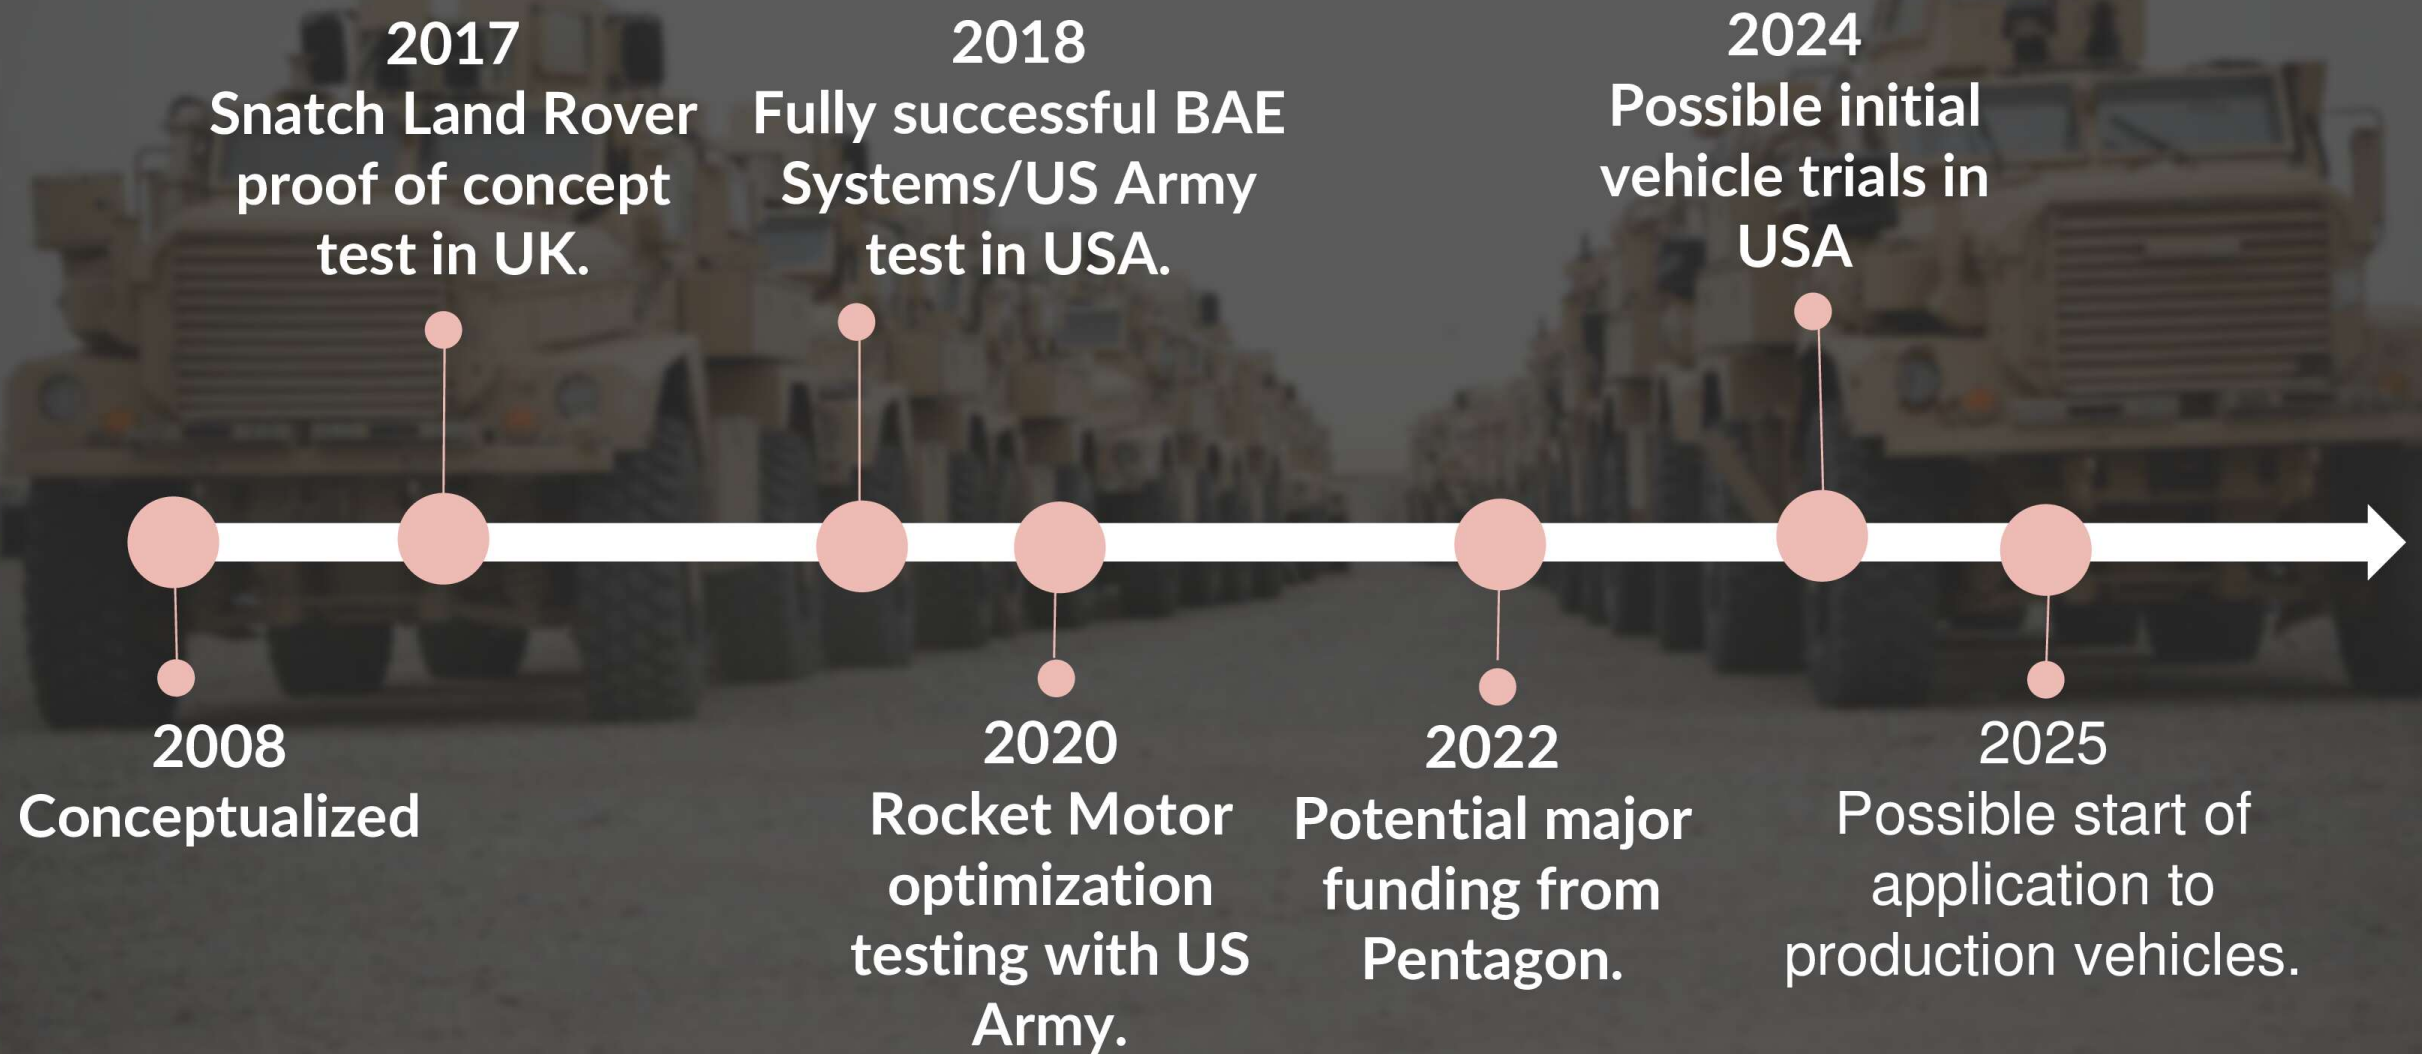 2017
Snatch Land Rover
proof of concept
test in UK.
2018
Fully successful BAE
Systems/US Army
test in USA.
2024
Possible initial
vehicle trials in
USA
2008
Conceptualized
2020
Rocket Motor
optimization
testing with US
Army.
2022
Potential major
funding from
Pentagon.
2025
Possible start of
application to
production vehicles.